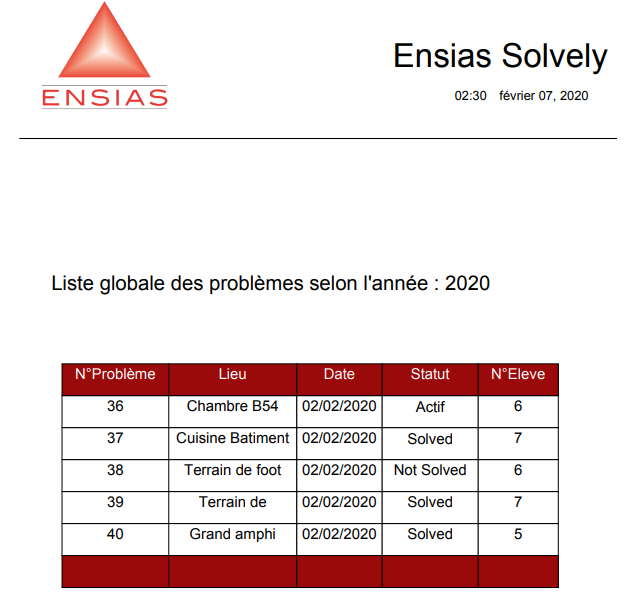 ENSIAS
Ensias Solvely
02:30 février 07, 2020
Liste globale des problèmes selon l'année : 2020
N°Problème Lieu Date Statut N°Eleve
36 Chambre B54 02/02/2020 Actif 6
37 Cuisine Batiment 02/02/2020 Solved 7
38 Terrain de foot 02/02/2020 Not Solved 6
39 Terrain de 02/02/2020 Solved 7
40 Grand amphi 02/02/2020 Solved 5